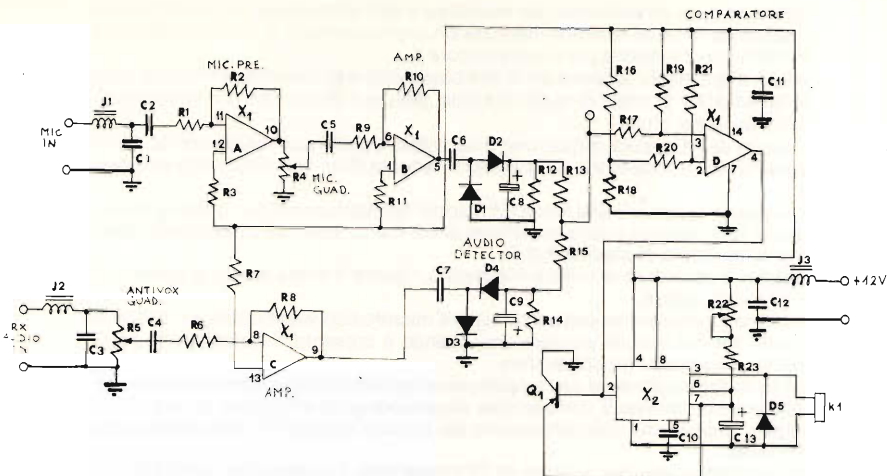 COMPARATORE
MIC. PRE.
AMP.
R2
R10
R16
R19
R21
C11
J1
C2
R1
11
X1
10
C5
R9
6
X1
5
C6
D2
R17
3
X1
14
4
MIC
IN
C1
12
A
R4
MIC.
GUAD.
1
B
R3
R11
D1
+
C8
R12
R13
R20
2
D
7
R18
R7
AUDIO
DETECTOR
R15
J2
ANTIVOX
GUAD.
C7
D4
J3
+12V
R8
C9
+
R14
R22
C12
RX
AUDIO
C3
R5
C4
R6
8
X1
9
13
C
AMP.
D3
R23
4
8
Q1
2
X2
3
6
7
1
5
C10
+
C13
D5
K1